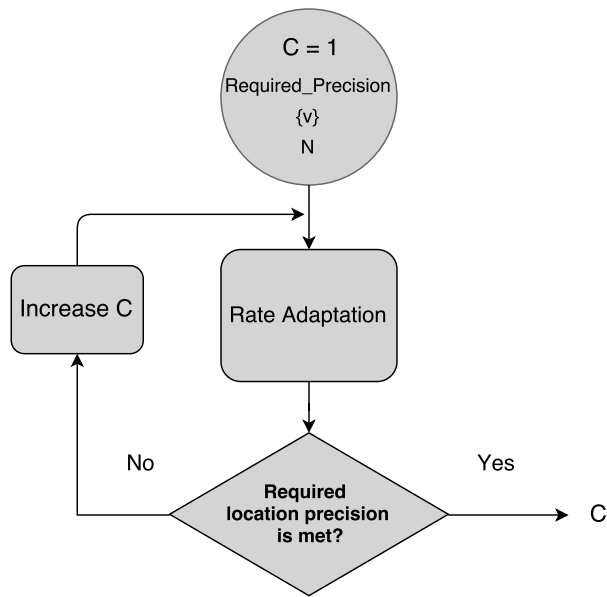 C = 1
Required_Precision
{v}
N
Increase C
Rate Adaptation
No
Yes
Required
location precision
is met?
C